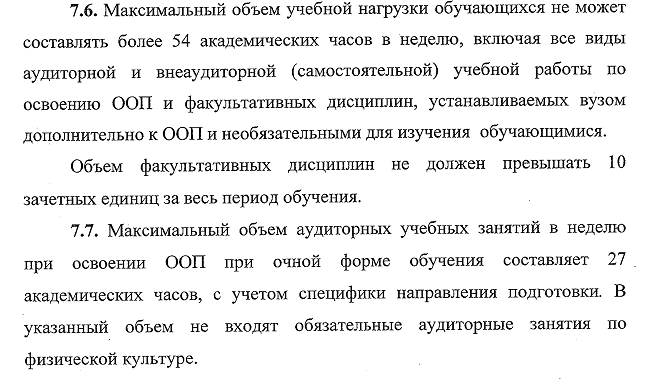 7.6. Максимальный объем учебной нагрузки обучающихся не может
составлять более 54 академических часов в неделю, включая все виды
аудиторной и внеаудиторной (самостоятельной) учебной работы по
освоению ООП и факультативных дисциплин, устанавливаемых вузом
дополнительно к ООП и необязательными для изучения обучающимися.
Объем факультативных дисциплин не должен превышать 10
зачетных единиц за весь период обучения.
7.7. Максимальный объем аудиторных учебных занятий в неделю
при освоении ООП при очной форме обучения составляет 27
академических часов, с учетом специфики направления подготовки. В
указанный объем не входят обязательные аудиторные занятия по
физической культуре.